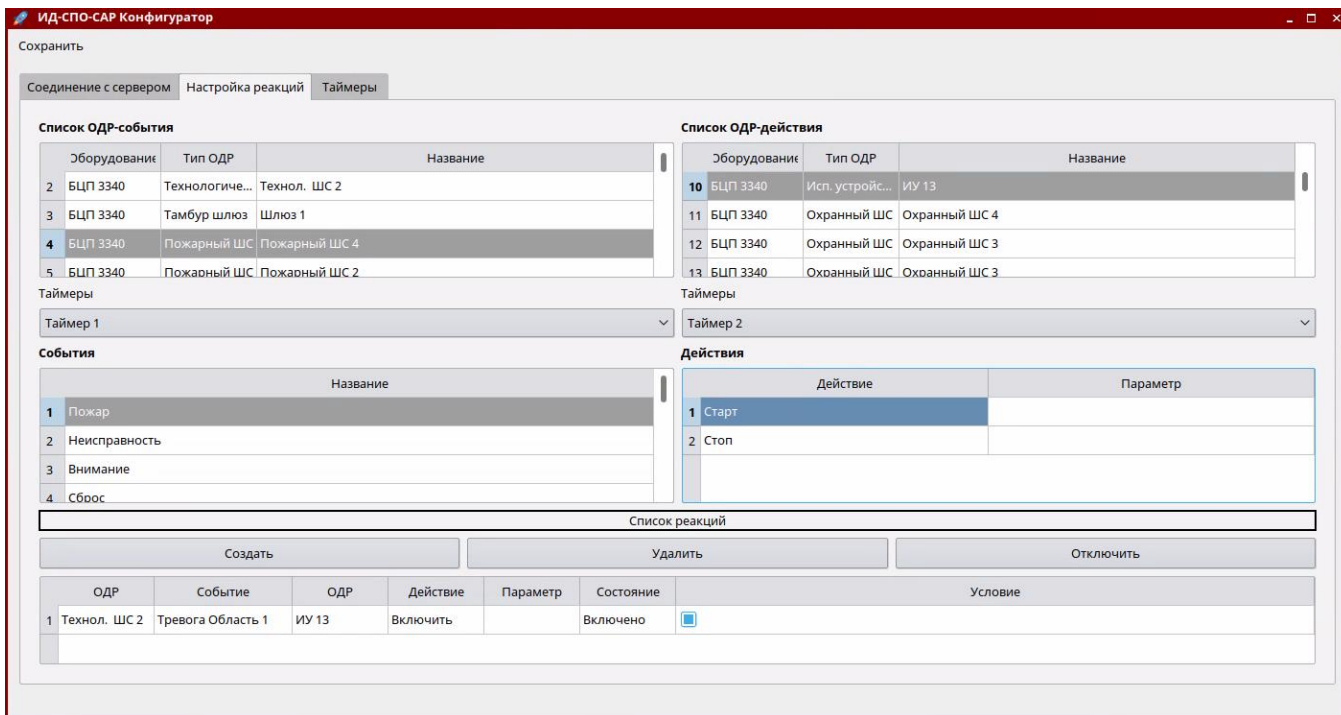 ИД-СПО-САР Конфигуратор
Сохранить
Соединение с сервером Настройка реакций Таймеры
Список ОДР-события
Оборудование Тип ОДР Название
2 БЦП 3340 Технологиче... Технол. ШС 2
3 БЦП 3340 Тамбур шлюз Шлюз 1
4 БЦП 3340 Пожарный ШС Пожарный ШС 4
5 БЦП 3340 Пожарный ШС Пожарный ШС 2
Таймеры
Таймер 1
События
Название
1 Пожар
2 Неисправность
3 Внимание
4 Сброс
Список ОДР-действия
Оборудование Тип ОДР Название
10 БЦП 3340 Исп. устройс... ИУ 13
11 БЦП 3340 Охранный ШС Охранный ШС 4
12 БЦП 3340 Охранный ШС Охранный ШС 3
13 БЦП 3340 Охранный ШС Охранный ШС 3
Таймеры
Таймер 2
Действия
Действие Параметр
1 Старт
2 Стоп
Список реакций
Создать Удалить Отключить
ОДР Событие ОДР Действие Параметр Состояние Условие
1 Технол. ШС 2 Тревога Область 1 ИУ 13 Включить Включено